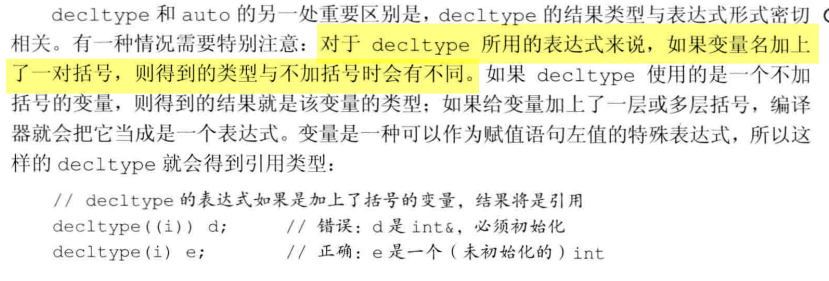 decltype 和 auto 的另一处重要区别是，decltype 的结果类型与表达式形式密切
相关。有一种情况需要特别注意：对于 decltype 所用的表达式来说，如果变量名加上
了一对括号，则得到的类型与不加括号时会有不同。如果 decltype 使用的是一个不加
括号的变量，则得到的结果就是该变量的类型；如果给变量加上了一层或多层括号，编译
器就会把它当成是一个表达式。变量是一种可以作为赋值语句左值的特殊表达式，所以这
样的 decltype 就会得到引用类型：
// decltype 的表达式如果是加上了括号的变量，结果将是引用
decltype((i)) d; // 错误：d 是 int&，必须初始化
decltype(i) e; // 正确：e 是一个（未初始化的）int